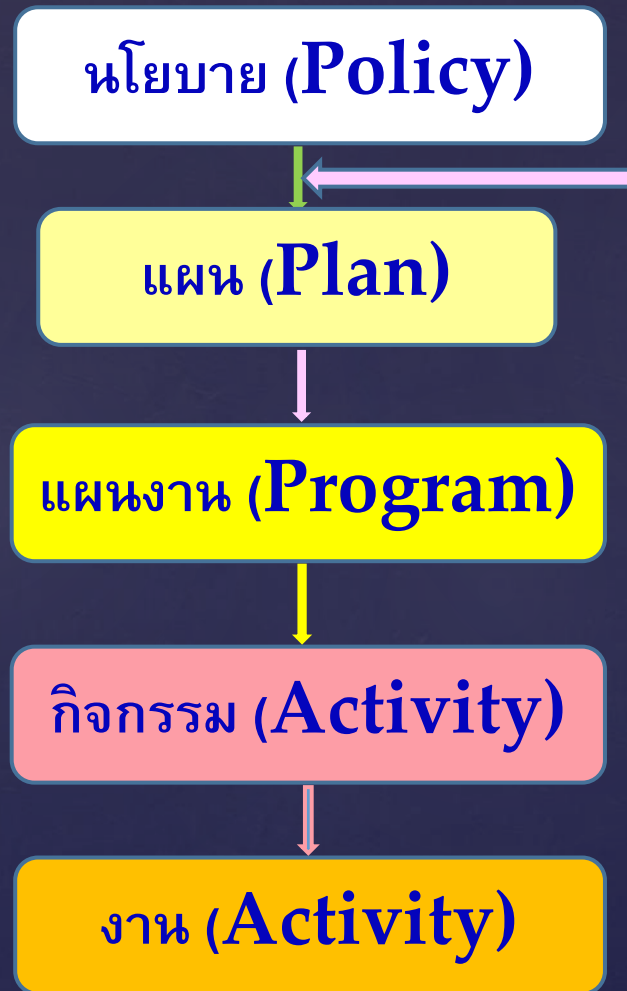 นโยบาย (Policy)
แผน (Plan)
แผนงาน (Program)
กิจกรรม (Activity)
งาน (Activity)